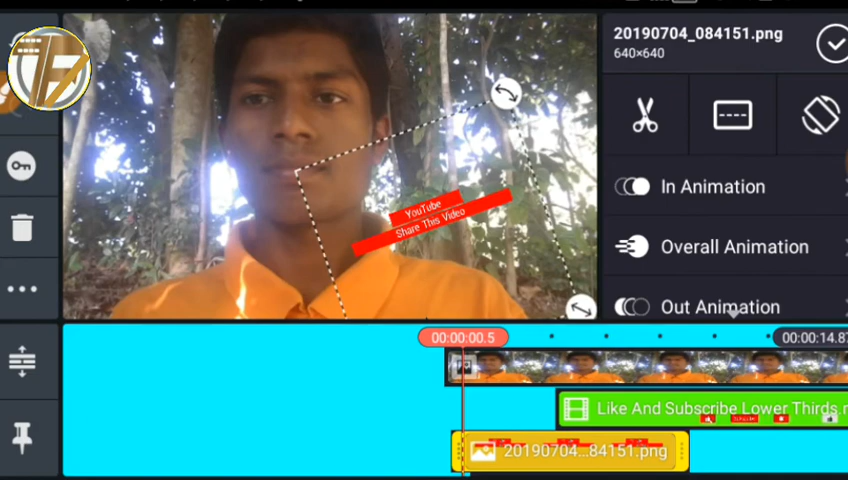 20190704_084151.png
640×640
YouTube
Share This Video
In Animation
Overall Animation
Out Animation
00:00:00.5
00:00:14.87
Like And Subscribe Lower Thirds.
20190704...84151.png